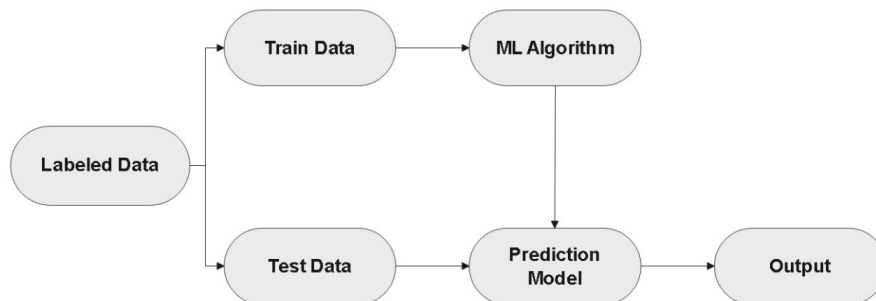 Train Data
ML Algorithm
Labeled Data
Test Data
Prediction
Model
Output